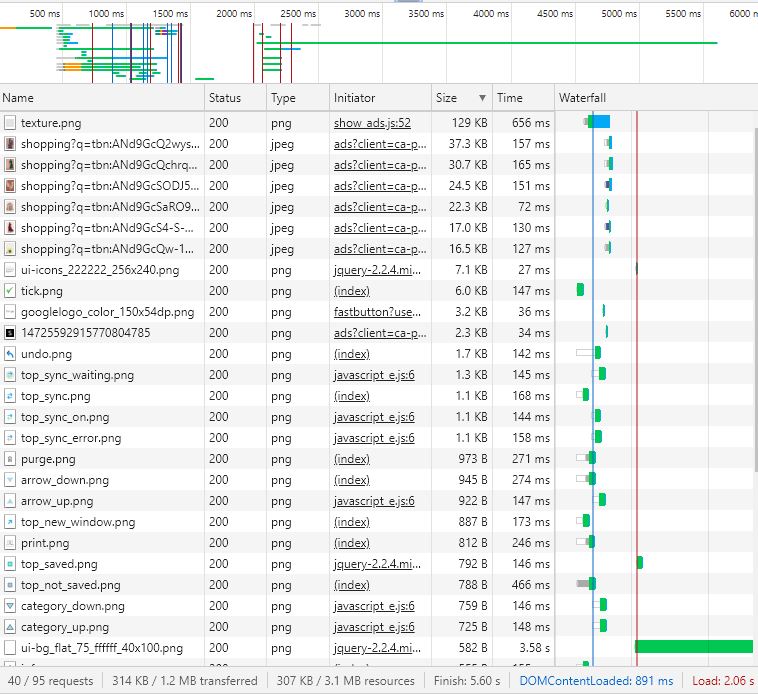 500 ms 1000 ms 1500 ms 2000 ms 2500 ms 3000 ms 3500 ms 4000 ms 4500 ms 5000 ms 5500 ms 6000 m
Name Status Type Initiator Size ▼ Time Waterfall
texture.png 200 png show_ads.js:52 129 KB 656 ms
shopping?q=tbn:ANd9GcQ2wys... 200 jpeg ads?client=ca-p... 37.3 KB 157 ms
shopping?q=tbn:ANd9GcQchrq... 200 jpeg ads?client=ca-p... 30.7 KB 165 ms
shopping?q=tbn:ANd9GcSODJ5... 200 jpeg ads?client=ca-p... 24.5 KB 151 ms
shopping?q=tbn:ANd9GcSaRO9... 200 jpeg ads?client=ca-p... 22.3 KB 72 ms
shopping?q=tbn:ANd9GcS4-S-... 200 jpeg ads?client=ca-p... 17.0 KB 130 ms
shopping?q=tbn:ANd9GcQw-1... 200 jpeg ads?client=ca-p... 16.5 KB 127 ms
ui-icons_222222_256x240.png 200 png jquery-2.2.4.mi... 7.1 KB 27 ms
tick.png 200 png (index) 6.0 KB 147 ms
googlelogo_color_150x54dp.png 200 png fastbutton?use... 3.2 KB 36 ms
14725592915770804785 200 png ads?client=ca-p... 2.3 KB 34 ms
undo.png 200 png (index) 1.7 KB 142 ms
top_sync_waiting.png 200 png javascript_e.js:6 1.3 KB 145 ms
top_sync.png 200 png (index) 1.1 KB 168 ms
top_sync_on.png 200 png javascript_e.js:6 1.1 KB 144 ms
top_sync_error.png 200 png javascript_e.js:6 1.1 KB 158 ms
purge.png 200 png (index) 973 B 271 ms
arrow_down.png 200 png (index) 945 B 274 ms
arrow_up.png 200 png javascript_e.js:6 922 B 147 ms
top_new_window.png 200 png (index) 887 B 173 ms
print.png 200 png (index) 812 B 246 ms
top_saved.png 200 png jquery-2.2.4.mi... 792 B 146 ms
top_not_saved.png 200 png (index) 788 B 466 ms
category_down.png 200 png javascript_e.js:6 759 B 146 ms
category_up.png 200 png javascript_e.js:6 725 B 148 ms
ui-bg_flat_75_ffffff_40x100.png 200 png jquery-2.2.4.mi... 582 B 3.58 s
40 / 95 requests 314 KB / 1.2 MB transferred 307 KB / 3.1 MB resources Finish: 5.60 s DOMContentLoaded: 891 ms Load: 2.06 s